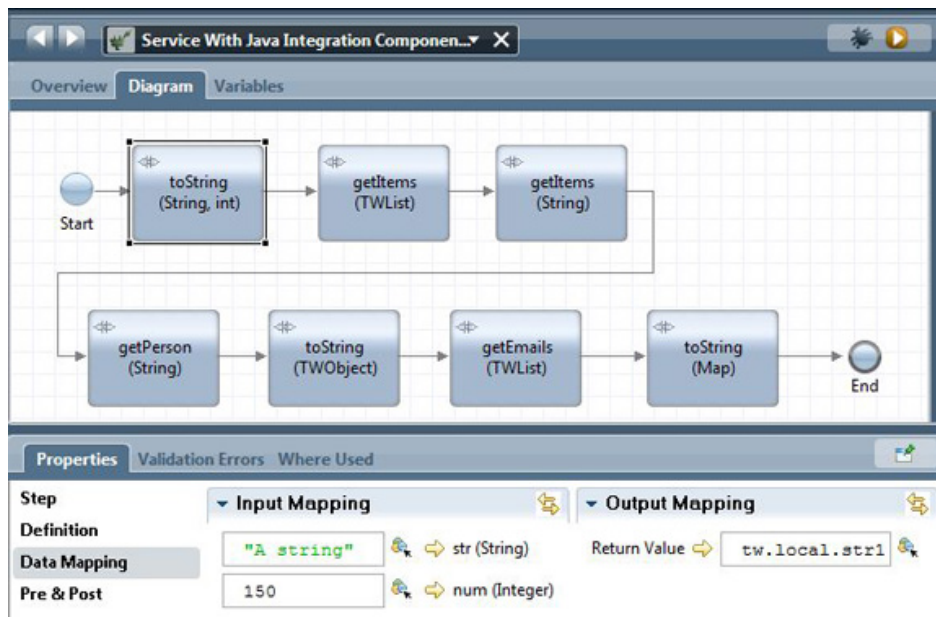 Service With Java Integration Componen...
Overview Diagram Variables
Start
toString
(String, int)
getItems
(TWList)
getItems
(String)
getPerson
(String)
toString
(TWObject)
getEmails
(TWList)
toString
(Map)
End
Properties Validation Errors Where Used
Step
Definition
Data Mapping
Pre & Post
Input Mapping
"A string" str (String)
150 num (Integer)
Output Mapping
Return Value tw.local.str1